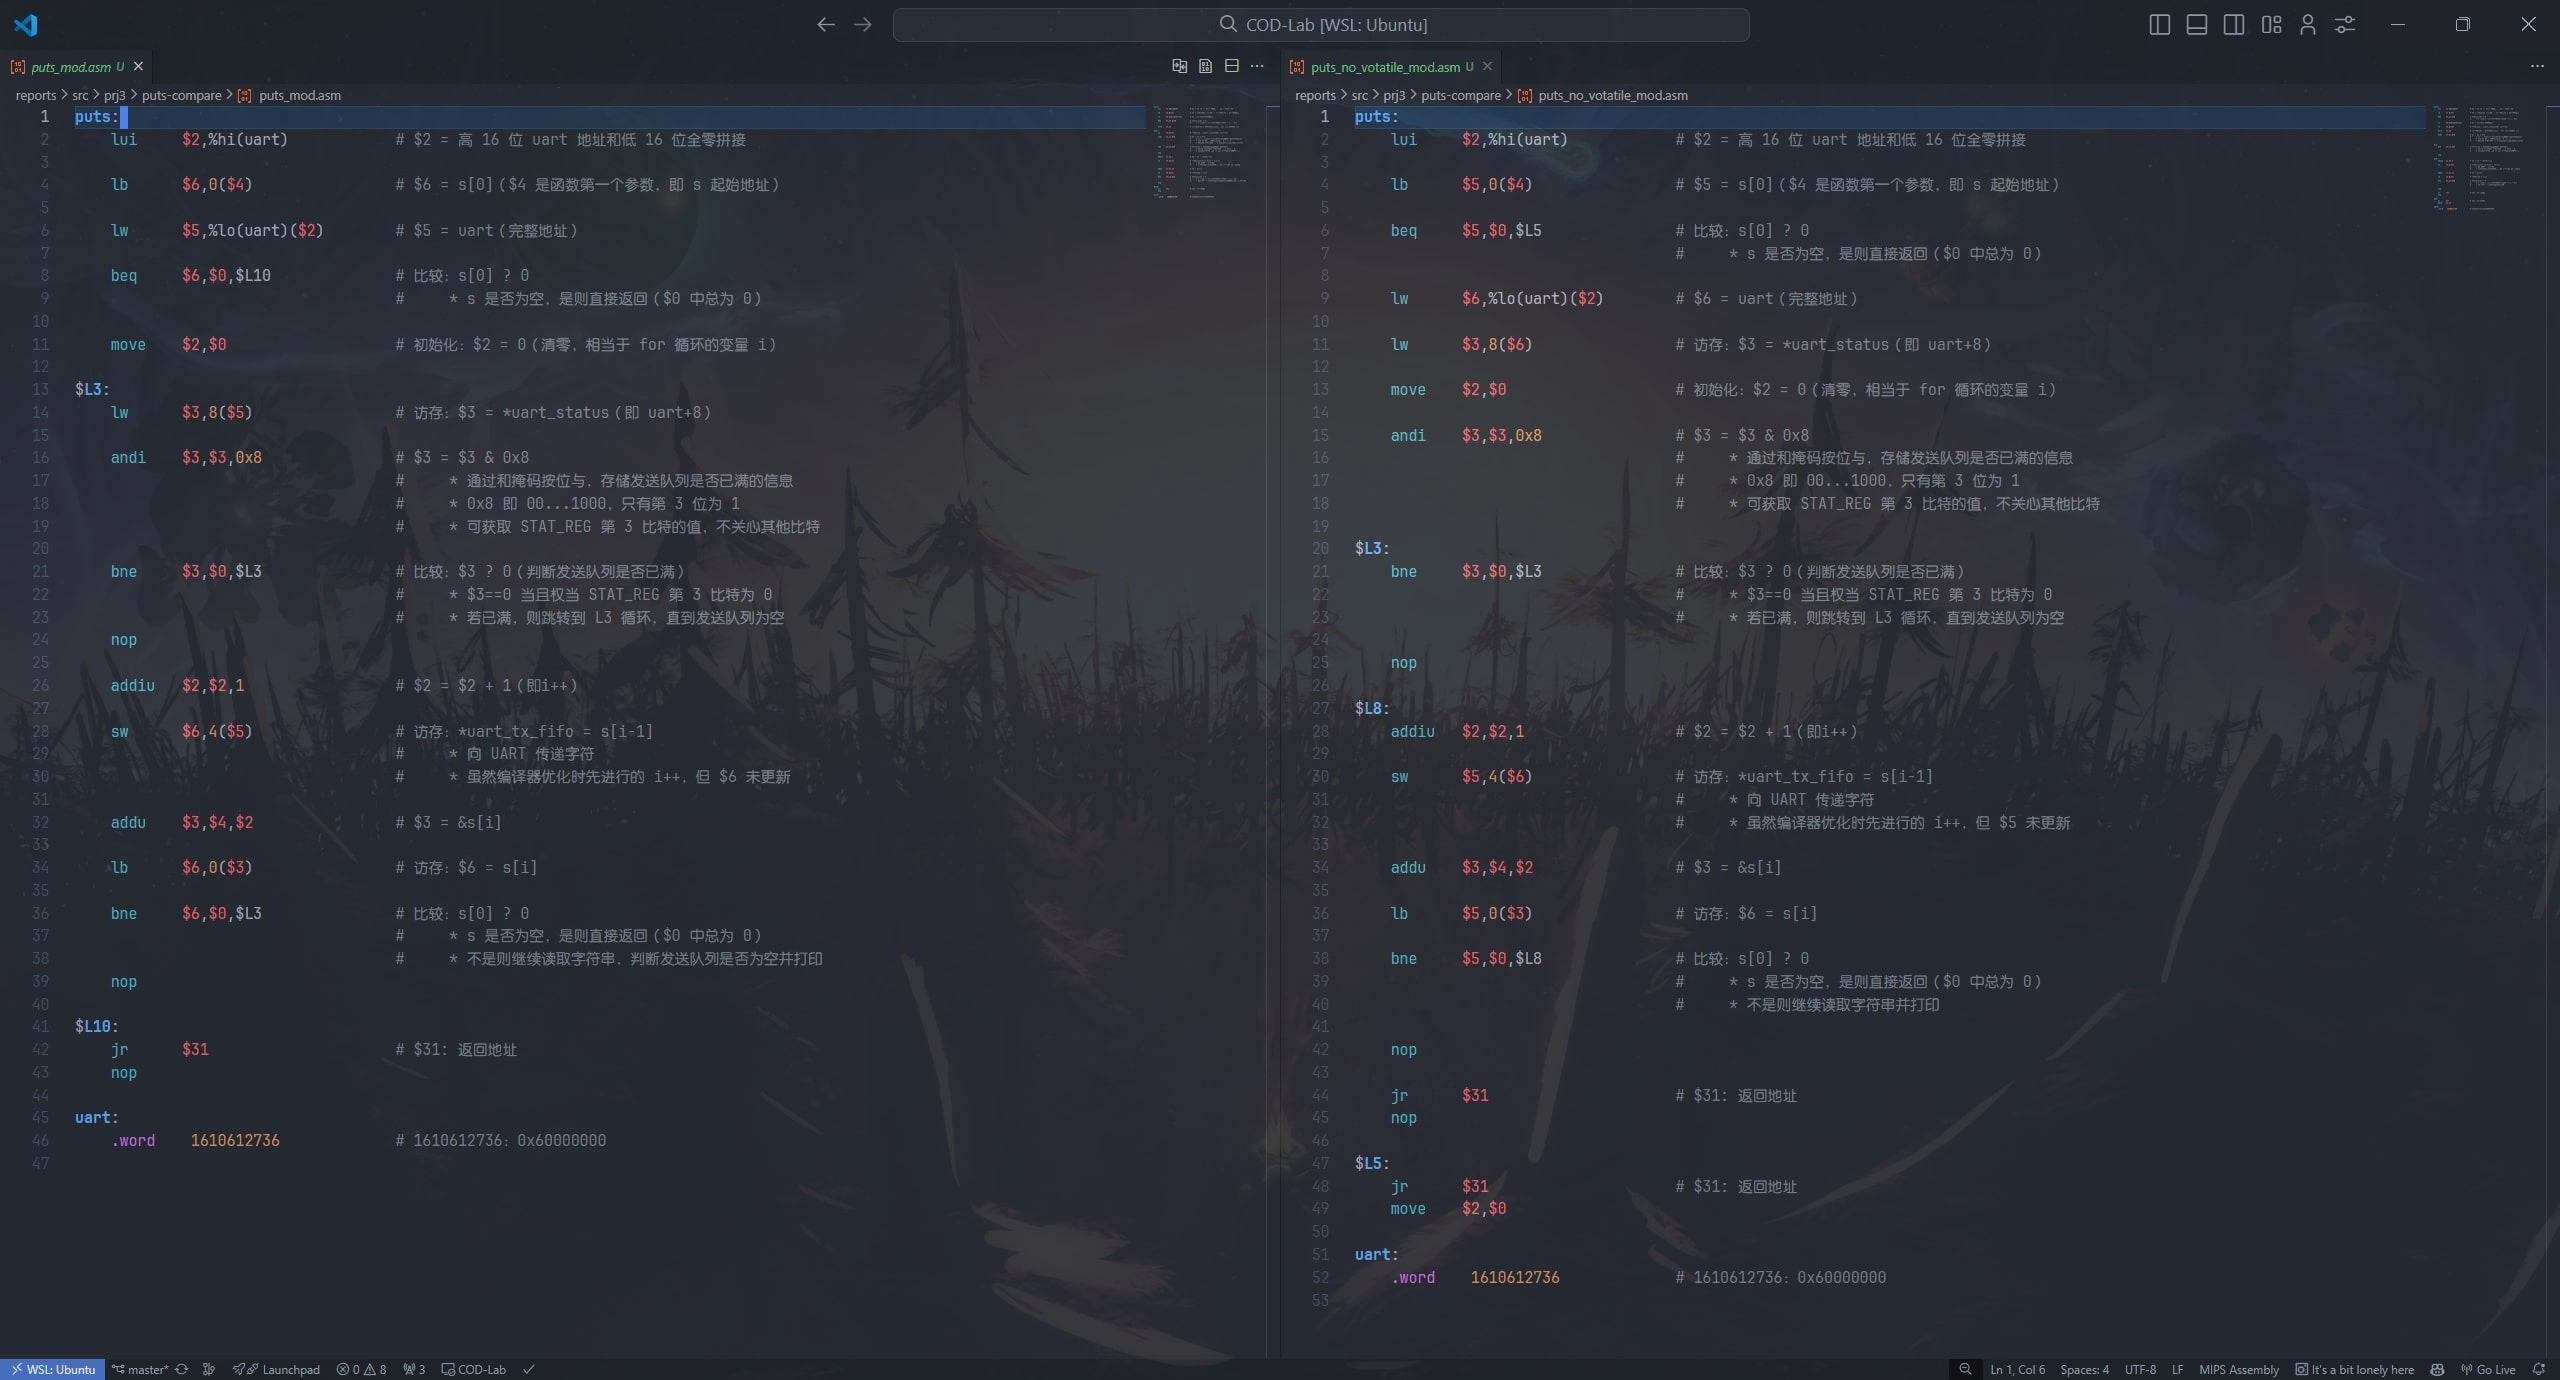 COD-Lab [WSL: Ubuntu]
puts_mod.asm U
reports > src > prj3 > puts-compare > puts_mod.asm
1 puts:
2 lui $2,%hi(uart) # $2 = 高 16 位 uart 地址和低 16 位全零拼接
3
4 lb $6,0($4) # $6 = s[0]（$4 是函数第一个参数，即 s 起始地址）
5
6 lw $5,%lo(uart)($2) # $5 = uart（完整地址）
7
8 beq $6,$0,$L10 # 比较：s[0] ? 0
9 # * s 是否为空，是则直接返回（$0 中总为 0）
10
11 move $2,$0 # 初始化：$2 = 0（清零，相当于 for 循环的变量 i）
12
13 $L3:
14 lw $3,8($5) # 访存：$3 = *uart_status（即 uart+8）
15
16 andi $3,$3,0x8 # $3 = $3 & 0x8
17 # * 通过和掩码按位与，存储发送队列是否已满的信息
18 # * 0x8 即 00...1000，只有第 3 位为 1
19 # * 可获取 STAT_REG 第 3 比特的值，不关心其他比特
20
21 bne $3,$0,$L3 # 比较：$3 ? 0（判断发送队列是否已满）
22 # * $3==0 当且权当 STAT_REG 第 3 比特为 0
23 # * 若已满，则跳转到 L3 循环，直到发送队列为空
24 nop
25
26 addiu $2,$2,1 # $2 = $2 + 1（即i++）
27
28 sw $6,4($5) # 访存：*uart_tx_fifo = s[i-1]
29 # * 向 UART 传递字符
30 # * 虽然编译器优化时先进行的 i++，但 $6 未更新
31
32 addu $3,$4,$2 # $3 = &s[i]
33
34 lb $6,0($3) # 访存：$6 = s[i]
35
36 bne $6,$0,$L3 # 比较：s[0] ? 0
37 # * s 是否为空，是则直接返回（$0 中总为 0）
38 # * 不是则继续读取字符串，判断发送队列是否为空并打印
39 nop
40
41 $L10:
42 jr $31 # $31: 返回地址
43 nop
44
45 uart:
46 .word 1610612736 # 1610612736：0x60000000
47
puts_no_votatile_mod.asm U
reports > src > prj3 > puts-compare > puts_no_votatile_mod.asm
1 puts:
2 lui $2,%hi(uart) # $2 = 高 16 位 uart 地址和低 16 位全零拼接
3
4 lb $5,0($4) # $5 = s[0]（$4 是函数第一个参数，即 s 起始地址）
5
6 beq $5,$0,$L5 # 比较：s[0] ? 0
7 # * s 是否为空，是则直接返回（$0 中总为 0）
8
9 lw $6,%lo(uart)($2) # $6 = uart（完整地址）
10
11 lw $3,8($6) # 访存：$3 = *uart_status（即 uart+8）
12
13 move $2,$0 # 初始化：$2 = 0（清零，相当于 for 循环的变量 i）
14
15 andi $3,$3,0x8 # $3 = $3 & 0x8
16 # * 通过和掩码按位与，存储发送队列是否已满的信息
17 # * 0x8 即 00...1000，只有第 3 位为 1
18 # * 可获取 STAT_REG 第 3 比特的值，不关心其他比特
19
20 $L3:
21 bne $3,$0,$L3 # 比较：$3 ? 0（判断发送队列是否已满）
22 # * $3==0 当且权当 STAT_REG 第 3 比特为 0
23 # * 若已满，则跳转到 L3 循环，直到发送队列为空
24
25 nop
26
27 $L8:
28 addiu $2,$2,1 # $2 = $2 + 1（即i++）
29
30 sw $5,4($6) # 访存：*uart_tx_fifo = s[i-1]
31 # * 向 UART 传递字符
32 # * 虽然编译器优化时先进行的 i++，但 $5 未更新
33
34 addu $3,$4,$2 # $3 = &s[i]
35
36 lb $5,0($3) # 访存：$6 = s[i]
37
38 bne $5,$0,$L8 # 比较：s[0] ? 0
39 # * s 是否为空，是则直接返回（$0 中总为 0）
40 # * 不是则继续读取字符串并打印
41
42 nop
43
44 jr $31 # $31: 返回地址
45 nop
46
47 $L5:
48 jr $31 # $31: 返回地址
49 move $2,$0
50
51 uart:
52 .word 1610612736 # 1610612736：0x60000000
53
WSL: Ubuntu master* Launchpad 0 8 3 COD-Lab Ln 1, Col 6 Spaces: 4 UTF-8 LF MIPS Assembly It's a bit lonely here Go Live